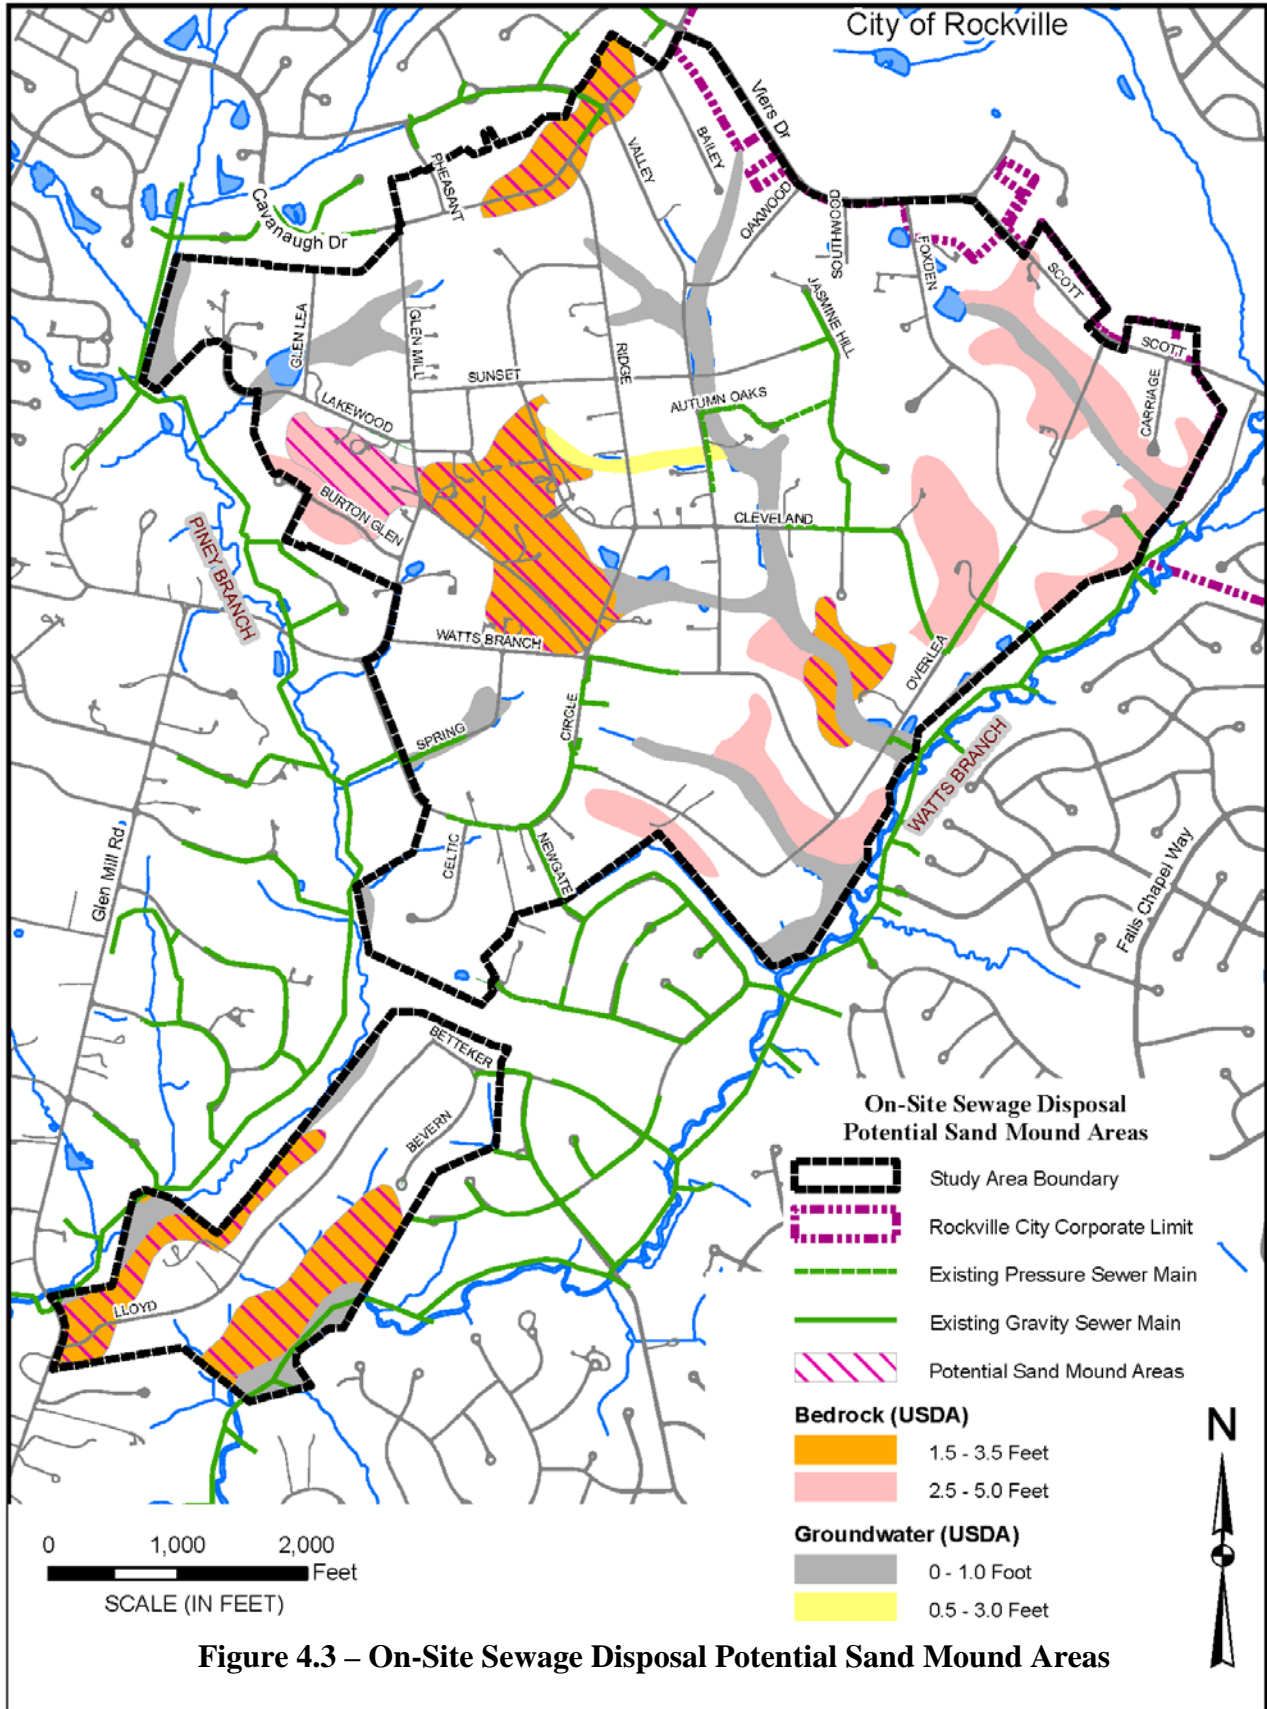 City of Rockville
Viers Dr
BAILEY
VALLEY
PHEASANT
OAKWOOD
SOUTHWOOD
Cavanaugh Dr
FOXDEN
SCOTT
JASMINE HILL
GLEN LEA
GLEN MILL
RIDGE
SCOTT
SUNSET
CARRIAGE
LAKEWOOD
AUTUMN OAKS
BURTON GLEN
CLEVELAND
PINEY BRANCH
WATTS BRANCH
OVERLEA
SPRING
CIRCLE
WATTS BRANCH
CELTIC
NEWGATE
Glen Mill Rd
Falls Chapel Way
BETTEKER
BEVERN
LLOYD
On-Site Sewage Disposal
Potential Sand Mound Areas
Study Area Boundary
Rockville City Corporate Limit
Existing Pressure Sewer Main
Existing Gravity Sewer Main
Potential Sand Mound Areas
Bedrock (USDA)
1.5 - 3.5 Feet
2.5 - 5.0 Feet
Groundwater (USDA)
0 - 1.0 Foot
0.5 - 3.0 Feet
N
0 1,000 2,000
Feet
SCALE (IN FEET)
Figure 4.3 – On-Site Sewage Disposal Potential Sand Mound Areas